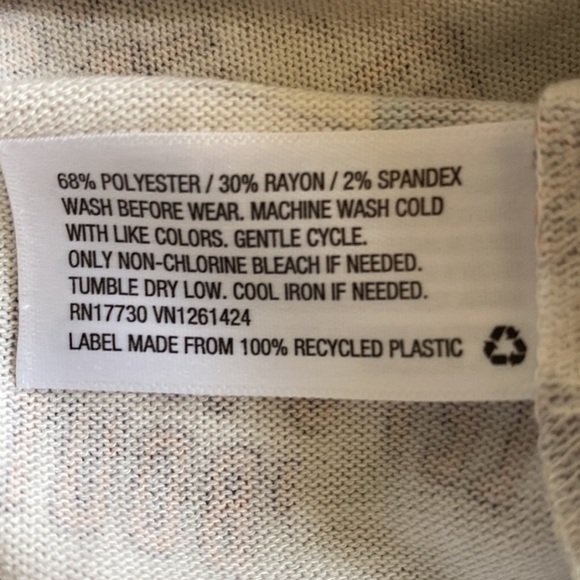 68% POLYESTER / 30% RAYON / 2% SPANDEX
WASH BEFORE WEAR. MACHINE WASH COLD
WITH LIKE COLORS. GENTLE CYCLE.
ONLY NON-CHLORINE BLEACH IF NEEDED.
TUMBLE DRY LOW. COOL IRON IF NEEDED.
RN17730 VN1261424
LABEL MADE FROM 100% RECYCLED PLASTIC